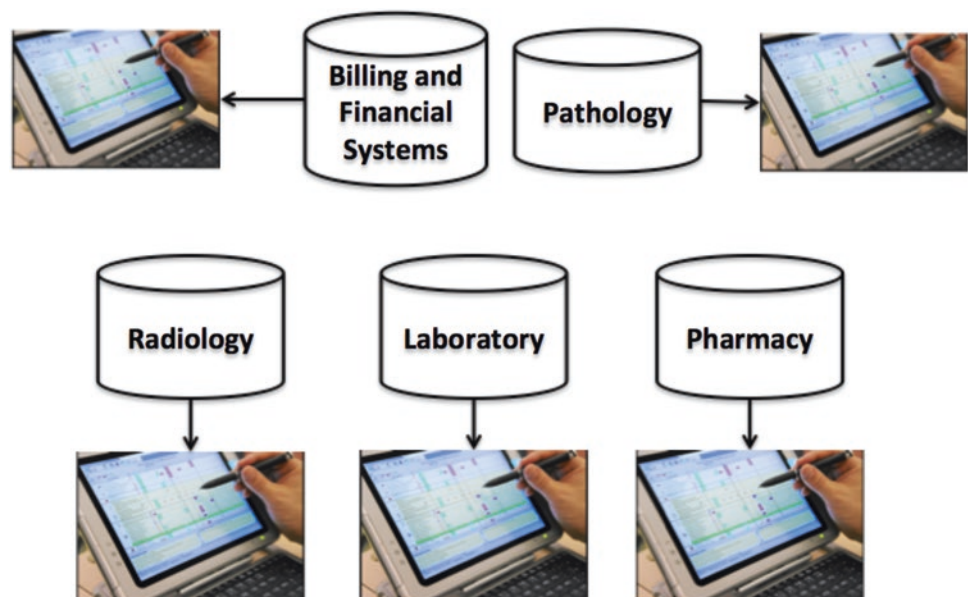 Billing and
Financial
Systems
Pathology
Radiology
Laboratory
Pharmacy